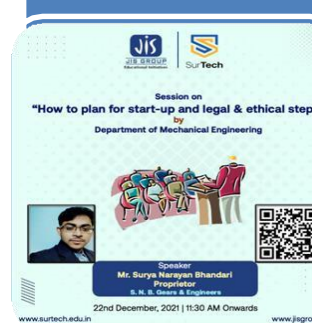 JIS
JIS GROUP
Educational Initiatives
SurTech
Session on
"How to plan for start-up and legal & ethical step
by
Department of Mechanical Engineering
Speaker
Mr. Surya Narayan Bhandari
Proprietor
S. N. B. Gears & Engineers
22nd December, 2021 | 11:30 AM Onwards
www.surtech.edu.in
www.jisgro